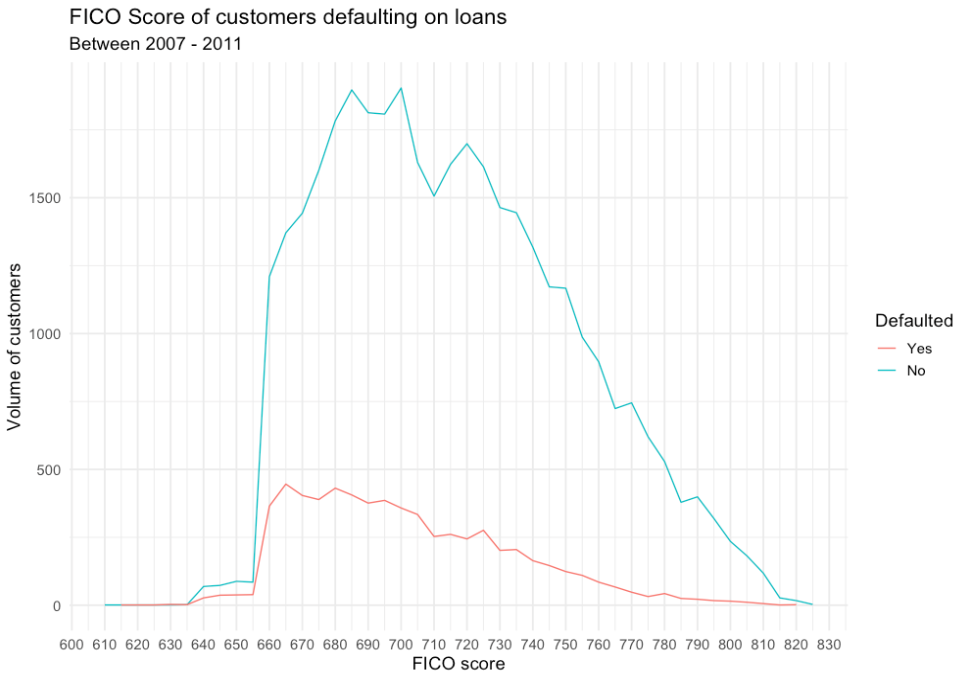 FICO Score of customers defaulting on loans
Between 2007 - 2011
Volume of customers
1500
1000
500
0
600 610 620 630 640 650 660 670 680 690 700 710 720 730 740 750 760 770 780 790 800 810 820 830
FICO score
Defaulted
Yes
No